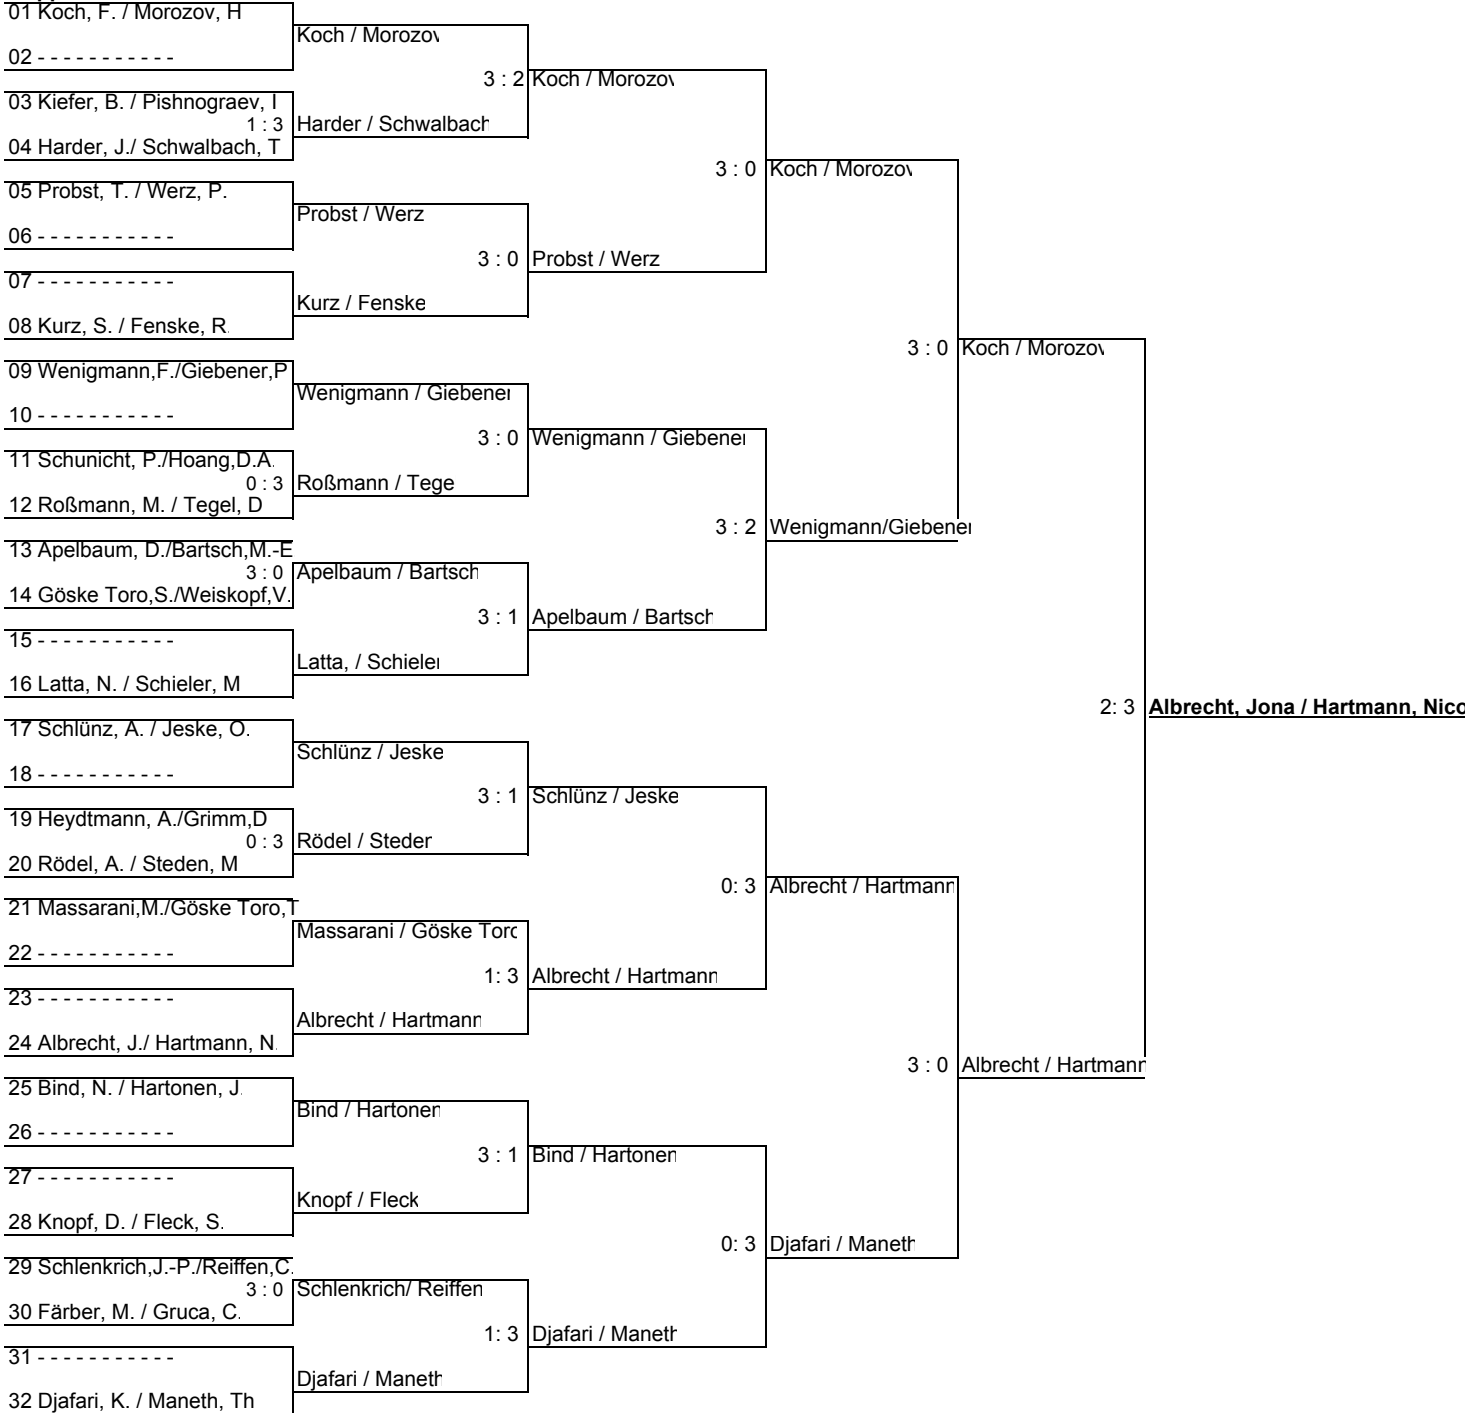 01 Koch, F. / Morozov, H
Koch / Morozov
02 - - - - - - - - - - -
3 : 2 Koch / Morozov
03 Kiefer, B. / Pishnograev, I
1 : 3 Harder / Schwalbach
04 Harder, J./ Schwalbach, T
3 : 0 Koch / Morozov
05 Probst, T. / Werz, P.
Probst / Werz
06 - - - - - - - - - - -
3 : 0 Probst / Werz
07 - - - - - - - - - - -
Kurz / Fenske
08 Kurz, S. / Fenske, R.
3 : 0 Koch / Morozov
09 Wenigmann,F./Giebener,P
Wenigmann / Giebener
10 - - - - - - - - - - -
3 : 0 Wenigmann / Giebener
11 Schunicht, P./Hoang,D.A.
0 : 3 Roßmann / Tege
12 Roßmann, M. / Tegel, D
3 : 2 Wenigmann/Giebener
13 Apelbaum, D./Bartsch,M.-E
3 : 0 Apelbaum / Bartsch
14 Göske Toro,S./Weiskopf,V.
3 : 1 Apelbaum / Bartsch
15 - - - - - - - - - - -
Latta, / Schieler
16 Latta, N. / Schieler, M
2: 3 Albrecht, Jona / Hartmann, Nico
17 Schlünz, A. / Jeske, O.
Schlünz / Jeske
18 - - - - - - - - - - -
3 : 1 Schlünz / Jeske
19 Heydtmann, A./Grimm,D
0 : 3 Rödel / Steden
20 Rödel, A. / Steden, M
0: 3 Albrecht / Hartmann
21 Massarani,M./Göske Toro,T
Massarani / Göske Toro
22 - - - - - - - - - - -
1: 3 Albrecht / Hartmann
23 - - - - - - - - - - -
Albrecht / Hartmann
24 Albrecht, J./ Hartmann, N.
3 : 0 Albrecht / Hartmann
25 Bind, N. / Hartonen, J.
Bind / Hartonen
26 - - - - - - - - - - -
3 : 1 Bind / Hartonen
27 - - - - - - - - - - -
Knopf / Fleck
28 Knopf, D. / Fleck, S.
0: 3 Djafari / Maneth
29 Schlenkrich,J.-P./Reiffen,C.
3 : 0 Schlenkrich/ Reiffen
30 Färber, M. / Gruca, C.
1: 3 Djafari / Maneth
31 - - - - - - - - - - -
Djafari / Maneth
32 Djafari, K. / Maneth, Th